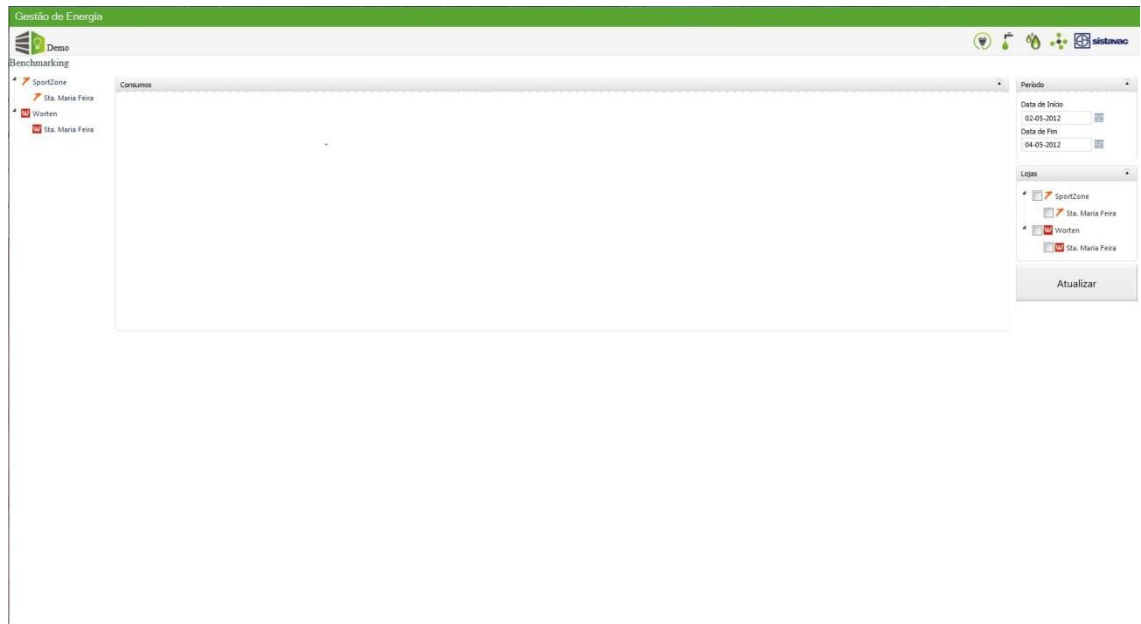 Gestão de Energia
Demo
sistavac
Benchmarking
SportZone
Sta. Maria Feira
Worten
Sta. Maria Feira
Consumos
Período
Data de Início
02-05-2012
Data de Fim
04-05-2012
Lojas
SportZone
Sta. Maria Feira
Worten
Sta. Maria Feira
Atualizar